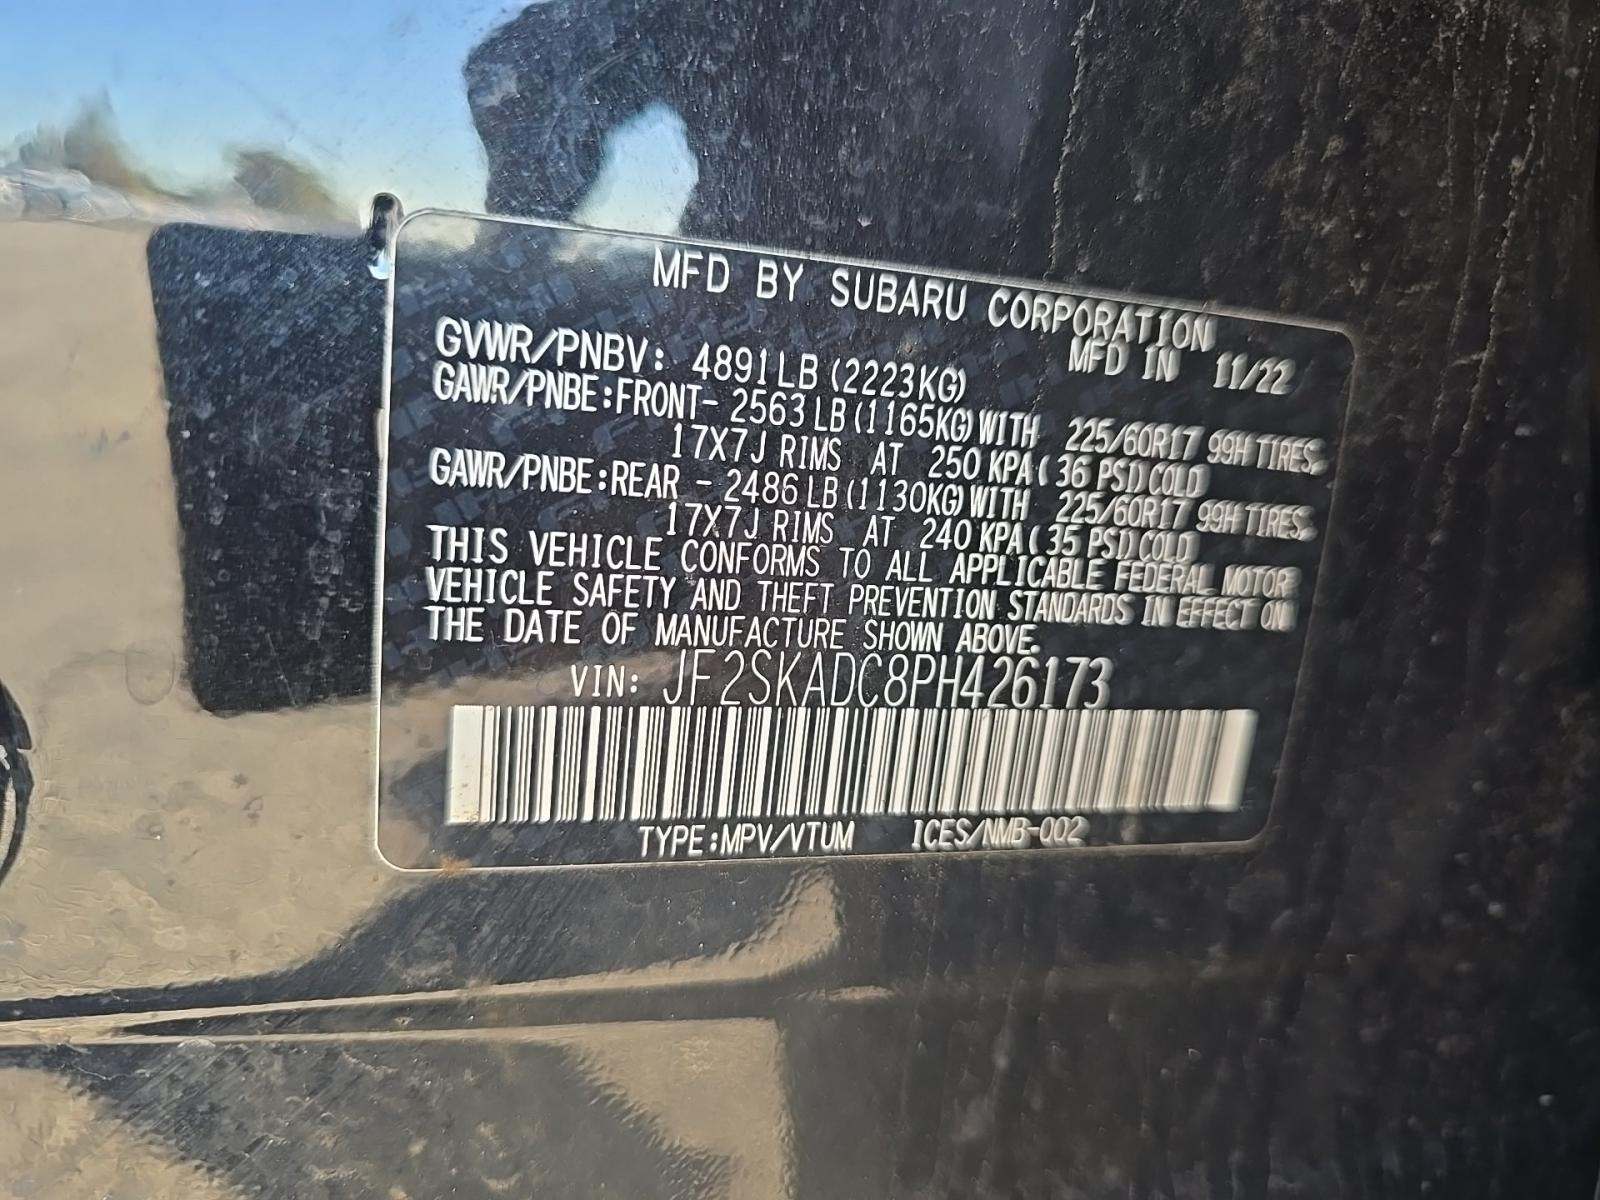 MFD BY SUBARU CORPORATION
MFD IN 11/22
GVWR/PNBV: 4891LB (2223KG)
GAWR/PNBE:FRONT- 2563 LB (1165KG) WITH 225/60R17 99H TIRES,
17X7J RIMS AT 250 KPA ( 36 PSI) COLD
GAWR/PNBE:REAR - 2486 LB (1130KG) WITH 225/60R17 99H TIRES,
17X7J RIMS AT 240 KPA ( 35 PSI) COLD
THIS VEHICLE CONFORMS TO ALL APPLICABLE FEDERAL MOTOR
VEHICLE SAFETY AND THEFT PREVENTION STANDARDS IN EFFECT ON
THE DATE OF MANUFACTURE SHOWN ABOVE.
VIN: JF2SKADC8PH426173
TYPE:MPV/VTUM ICES/NMB-002